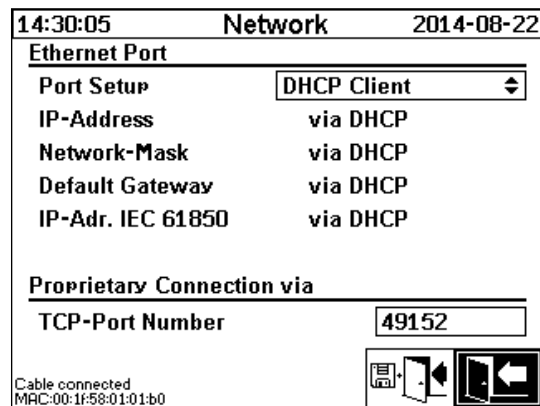 14:30:05 Network 2014-08-22
Ethernet Port
Port Setup DHCP Client
IP-Address via DHCP
Network-Mask via DHCP
Default Gateway via DHCP
IP-Adr. IEC 61850 via DHCP
Proprietary Connection via
TCP-Port Number 49152
Cable connected
MAC:00:1f:58:01:01:b0